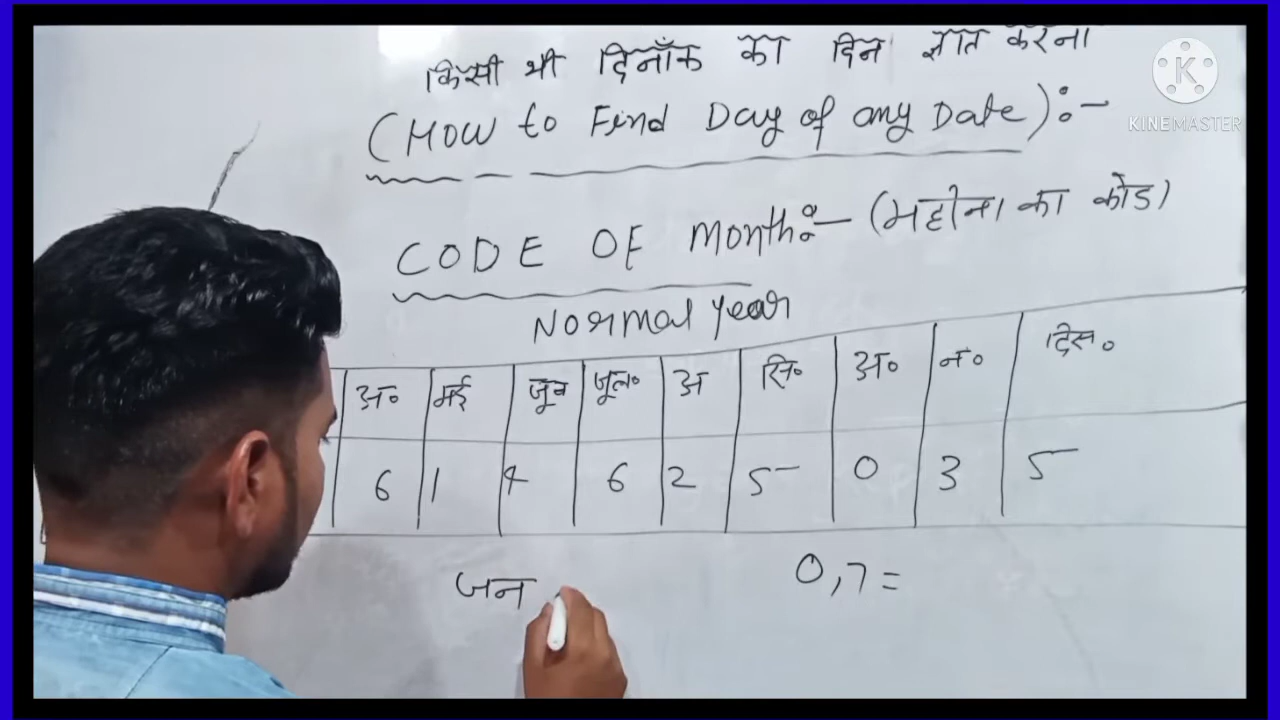 किसी भी दिनाँक का दिन ज्ञात करना
(How to Find Day of any Date):-
CODE OF Month:- (महीना का कोड)
Normal year
अ० मई जून जुल० अ सि० अ० न० दिस०
6 1 4 6 2 5 0 3 5
जन 0,7=
KINEMASTER